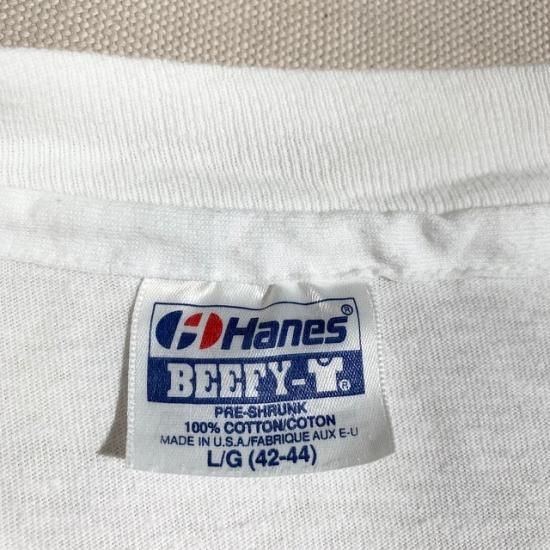 Hanes®
BEEFY-T®
PRE-SHRUNK
100% COTTON/COTON
MADE IN U.S.A./FABRIQUE AUX E-U
L/G (42-44)